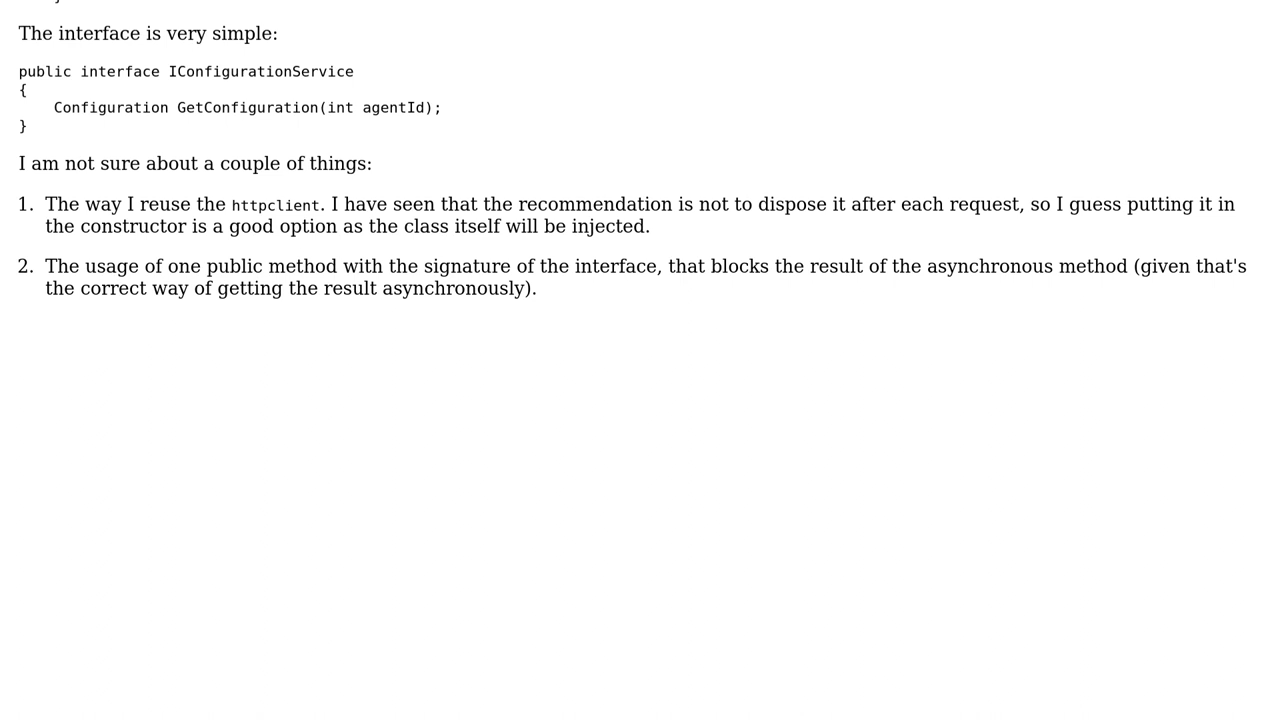 The interface is very simple:
public interface IConfigurationService
{
    Configuration GetConfiguration(int agentId);
}
I am not sure about a couple of things:
1. The way I reuse the httpclient. I have seen that the recommendation is not to dispose it after each request, so I guess putting it in
the constructor is a good option as the class itself will be injected.
2. The usage of one public method with the signature of the interface, that blocks the result of the asynchronous method (given that's
the correct way of getting the result asynchronously).